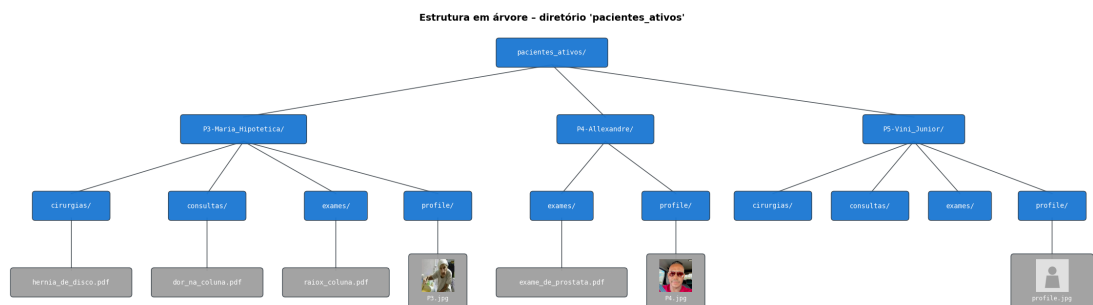 Estrutura em árvore – diretório 'pacientes_ativos'
pacientes_ativos/
P3-Maria_Hipotetica/
P4-Allexandre/
P5-Vini_Junior/
cirurgias/
consultas/
exames/
profile/
exames/
profile/
cirurgias/
consultas/
exames/
profile/
hernia_de_disco.pdf
dor_na_coluna.pdf
raiox_coluna.pdf
P3.jpg
exame_de_prostata.pdf
P4.jpg
profile.jpg